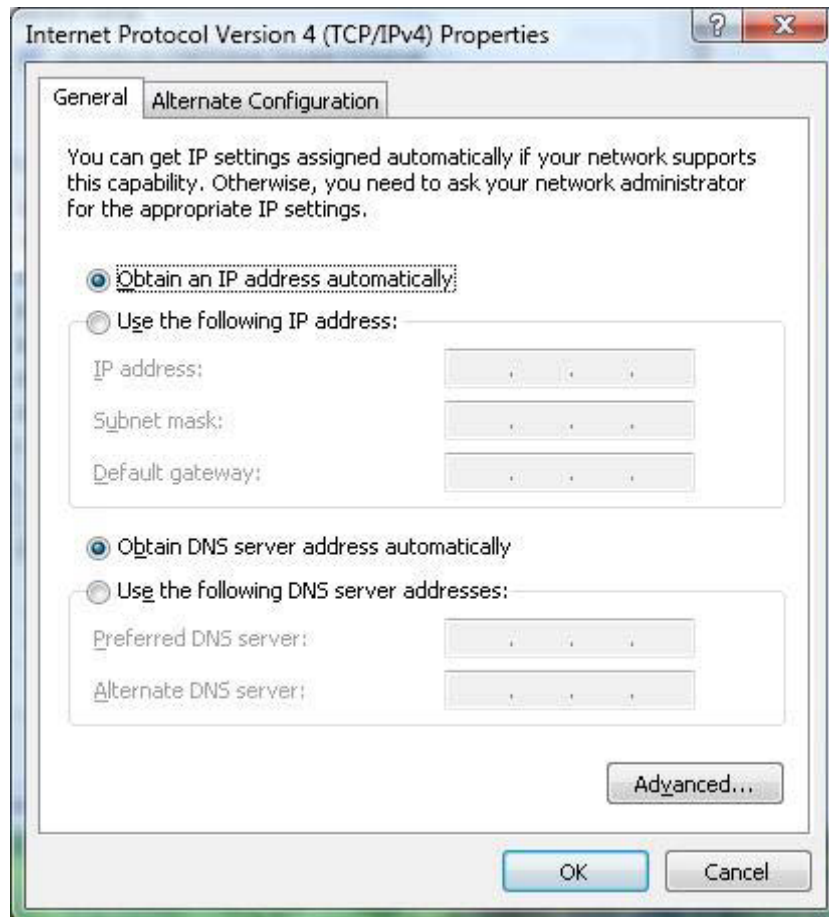 Internet Protocol Version 4 (TCP/IPv4) Properties
General
Alternate Configuration
You can get IP settings assigned automatically if your network supports
this capability. Otherwise, you need to ask your network administrator
for the appropriate IP settings.
Obtain an IP address automatically
Use the following IP address:
IP address:
Subnet mask:
Default gateway:
Obtain DNS server address automatically
Use the following DNS server addresses:
Preferred DNS server:
Alternate DNS server:
Advanced...
OK
Cancel